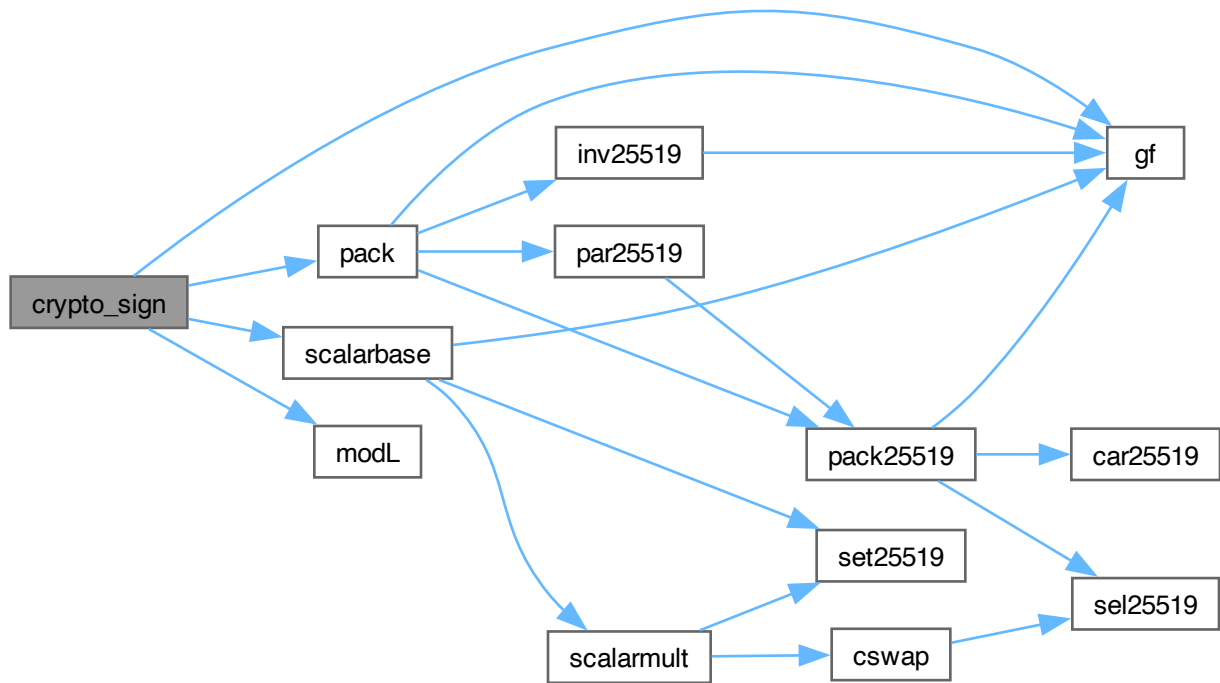 crypto_sign
pack
scalarbase
modL
inv25519
par25519
scalarmult
pack25519
set25519
cswap
gf
car25519
sel25519